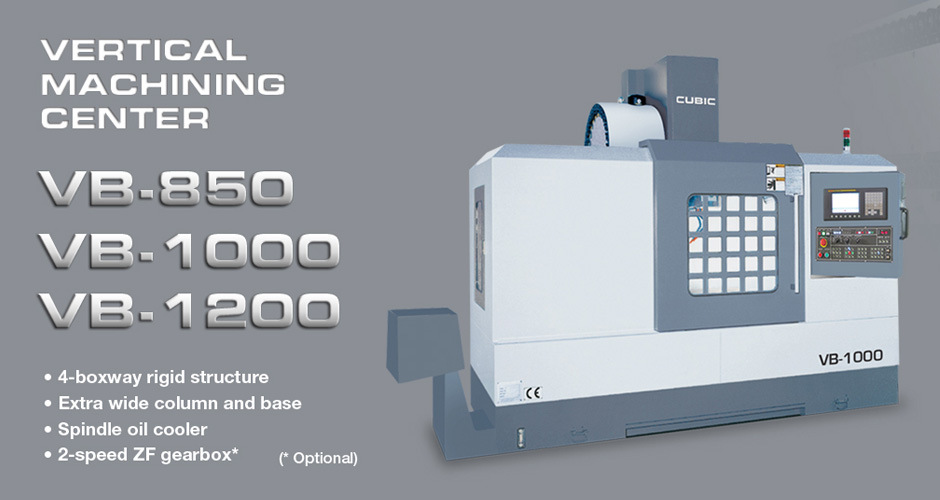 VERTICAL
MACHINING
CENTER
VB-850
VB-1000
VB-1200
• 4-boxway rigid structure
• Extra wide column and base
• Spindle oil cooler
• 2-speed ZF gearbox*
(* Optional)
CUBIC
VB-1000
CE